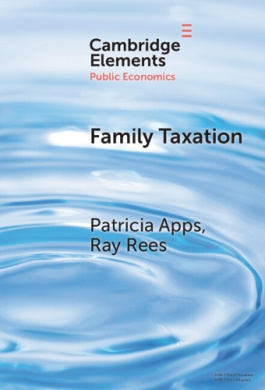 Cambridge
Elements
Public Economics
Family Taxation
Patricia Apps,
Ray Rees